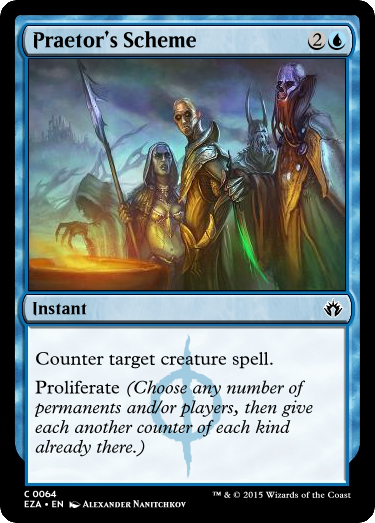 Praetor's Scheme 2
Instant
Counter target creature spell.
Proliferate (Choose any number of
permanents and/or players, then give
each another counter of each kind
already there.)
C 0064
EZA • EN Alexander Nanitchkov
™ & © 2015 Wizards of the Coast